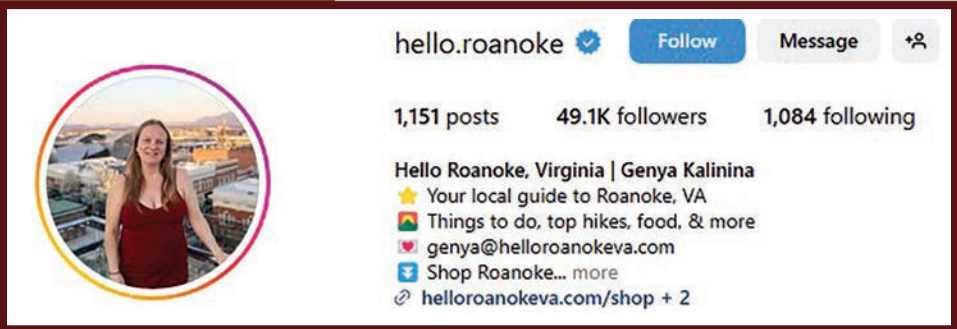 hello.roanoke Follow Message
1,151 posts 49.1K followers 1,084 following
Hello Roanoke, Virginia | Genya Kalinina
Your local guide to Roanoke, VA
Things to do, top hikes, food, & more
genya@helloroanokeva.com
Shop Roanoke... more
helloroanokeva.com/shop + 2